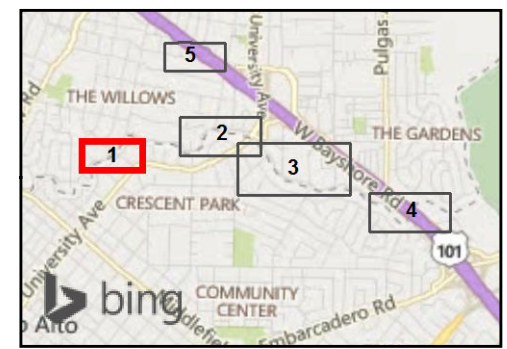 5
University Ave
Pulgas
Rd
THE WILLOWS
2
W Bayshore Rd
THE GARDENS
1
3
CRESCENT PARK
4
University Ave
101
bing
COMMUNITY
CENTER
Middlefi
Embarcadero Rd
o Alto